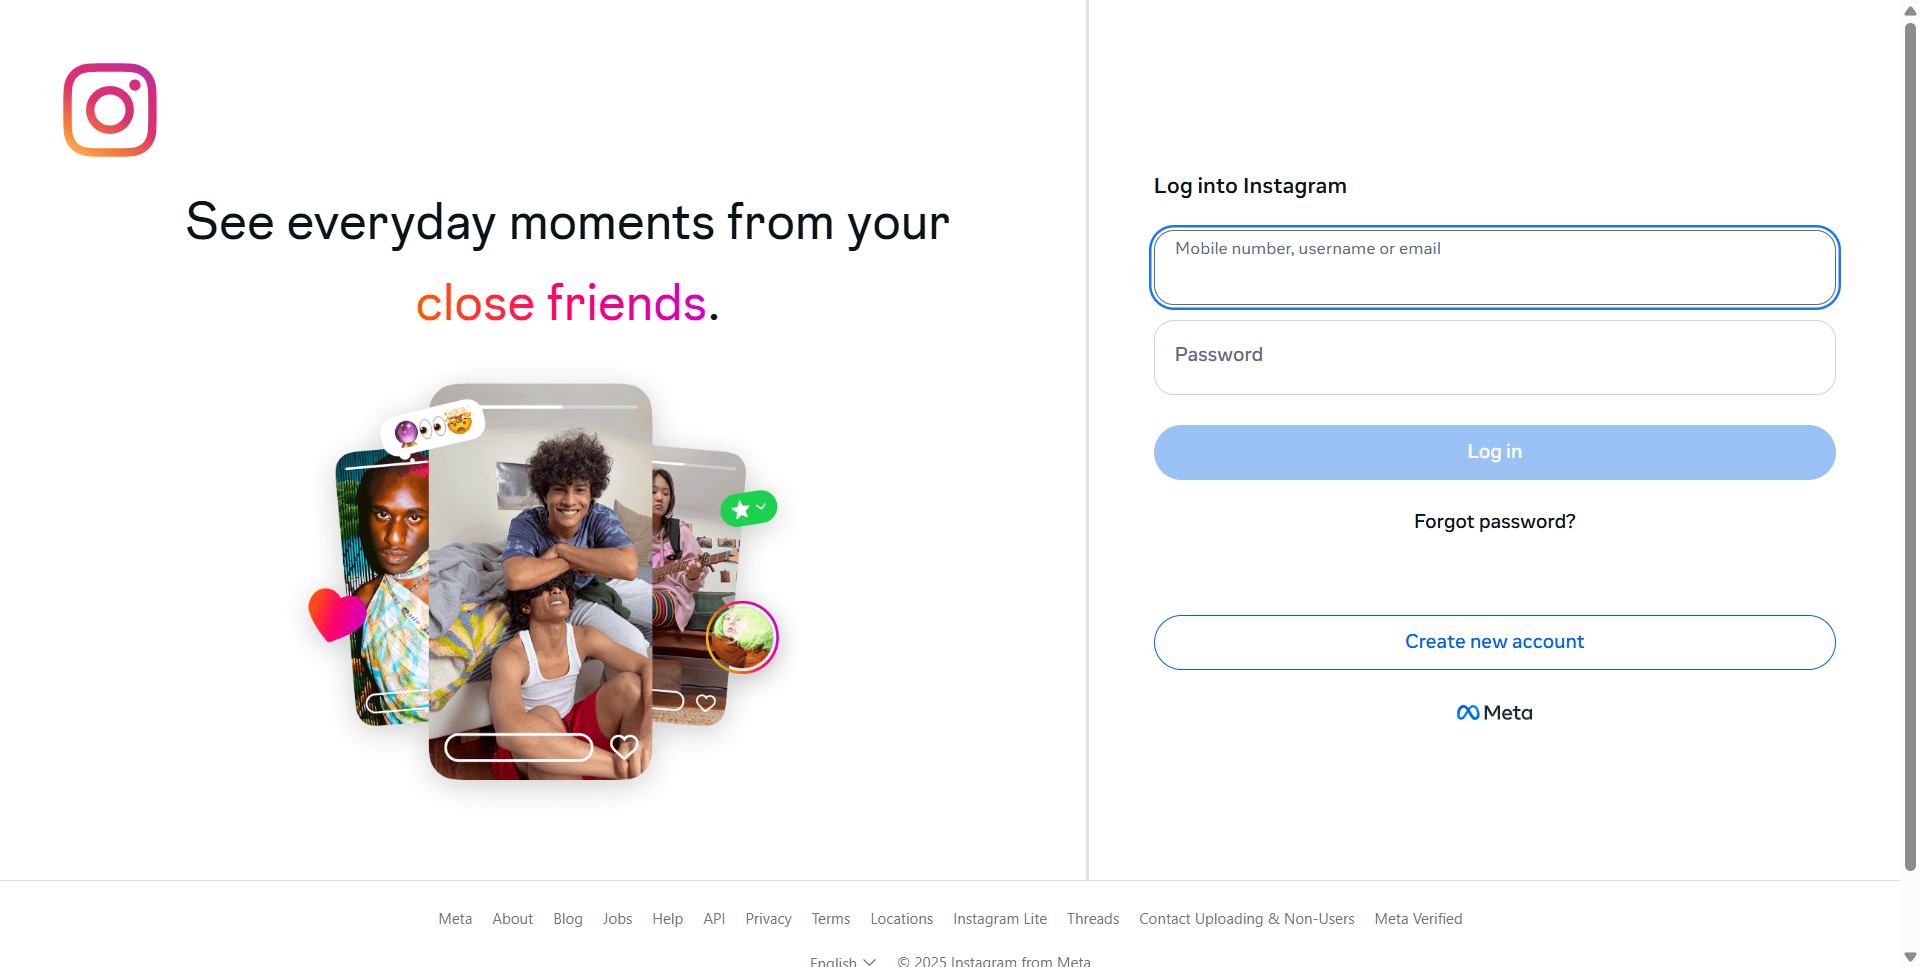 See everyday moments from your
close friends.
Log into Instagram
Mobile number, username or email
Password
Log in
Forgot password?
Create new account
Meta
Meta About Blog Jobs Help API Privacy Terms Locations Instagram Lite Threads Contact Uploading & Non-Users Meta Verified
English © 2025 Instagram from Meta